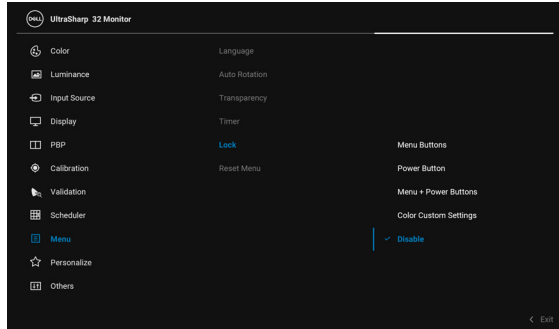 DELL UltraSharp 32 Monitor
Color
Luminance
Input Source
Display
PBP
Calibration
Validation
Scheduler
Menu
Personalize
Others
Language
Auto Rotation
Transparency
Timer
Lock
Reset Menu
Menu Buttons
Power Button
Menu + Power Buttons
Color Custom Settings
Disable
Exit